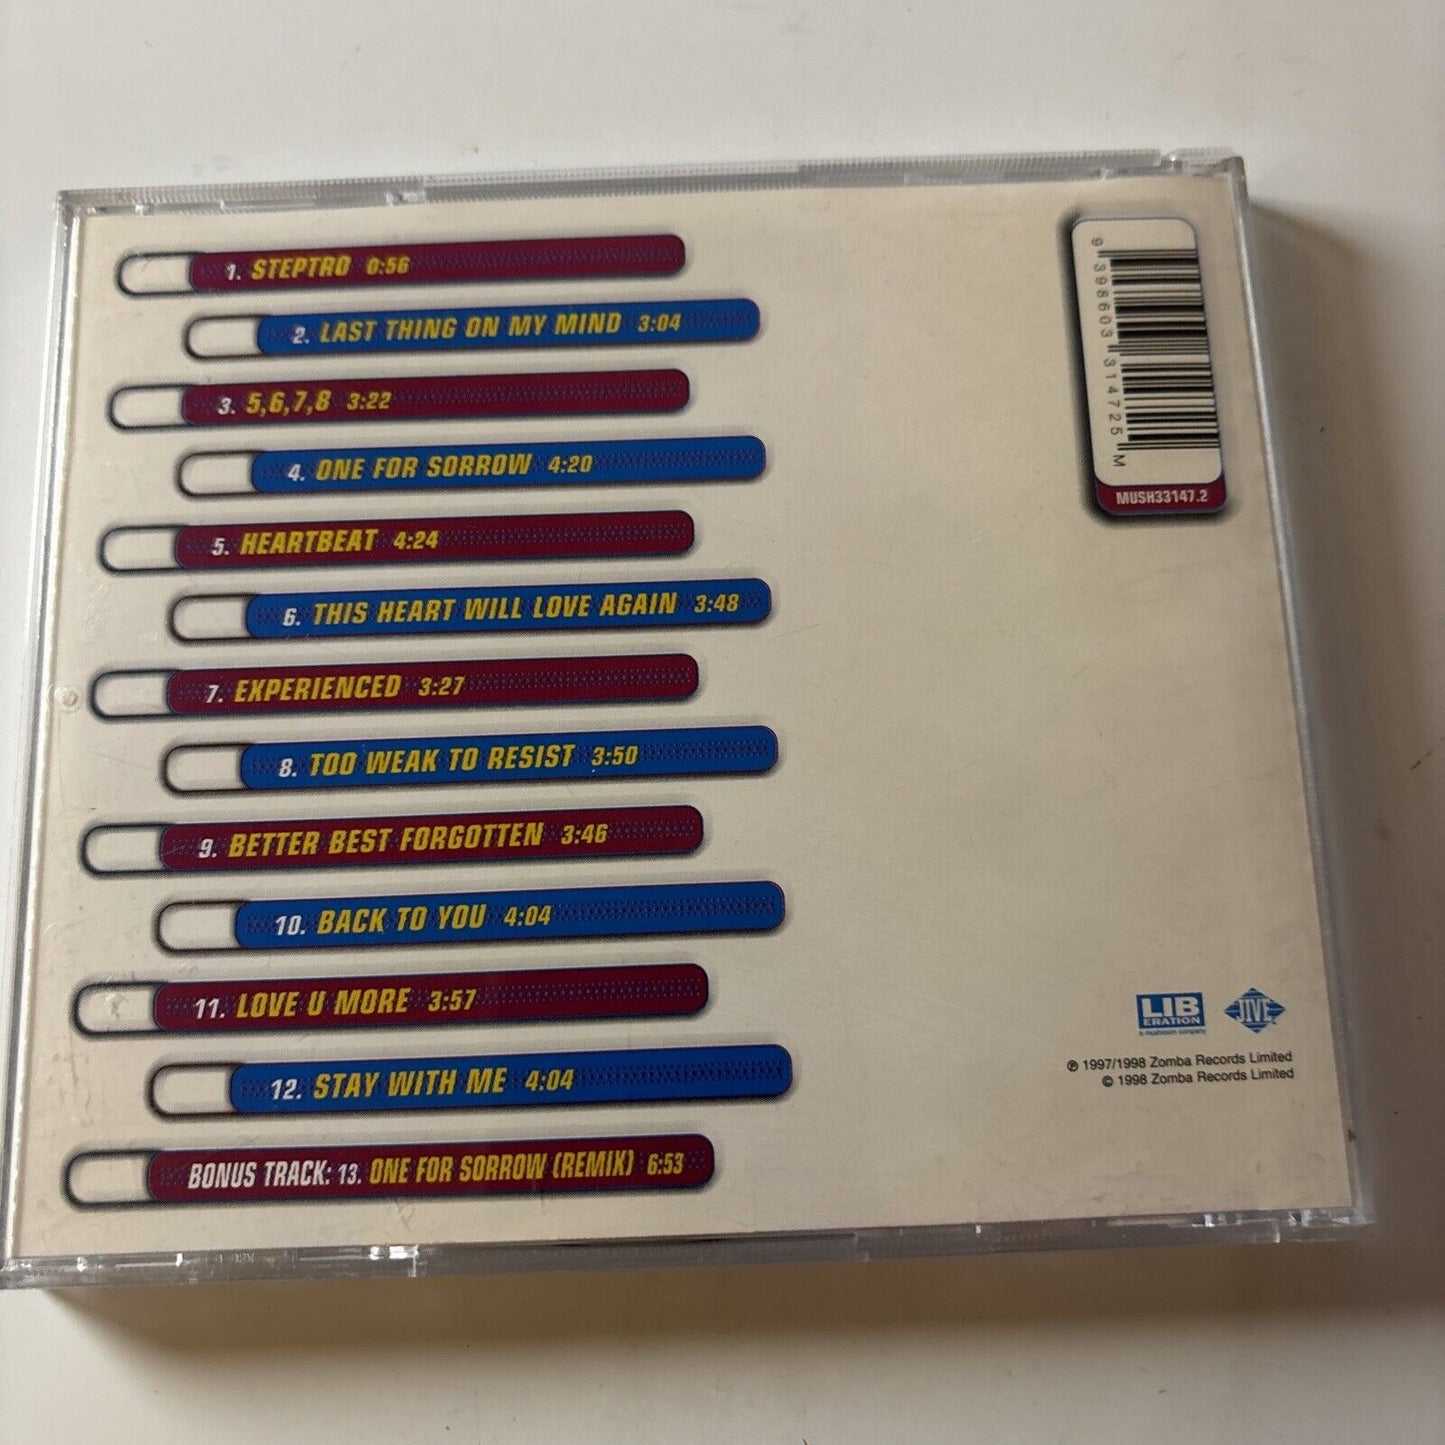 1. STEPTRO 0:56
2. LAST THING ON MY MIND 3:04
3. 5,6,7,8 3:22
4. ONE FOR SORROW 4:20
5. HEARTBEAT 4:24
6. THIS HEART WILL LOVE AGAIN 3:48
7. EXPERIENCED 3:27
8. TOO WEAK TO RESIST 3:50
9. BETTER BEST FORGOTTEN 3:46
10. BACK TO YOU 4:04
11. LOVE U MORE 3:57
12. STAY WITH ME 4:04
BONUS TRACK: 13. ONE FOR SORROW (REMIX) 6:53
9 398603 314725 M
MUSH33147.2
LIB
ERATION
a mushroom company
JIVE
℗ 1997/1998 Zomba Records Limited
© 1998 Zomba Records Limited